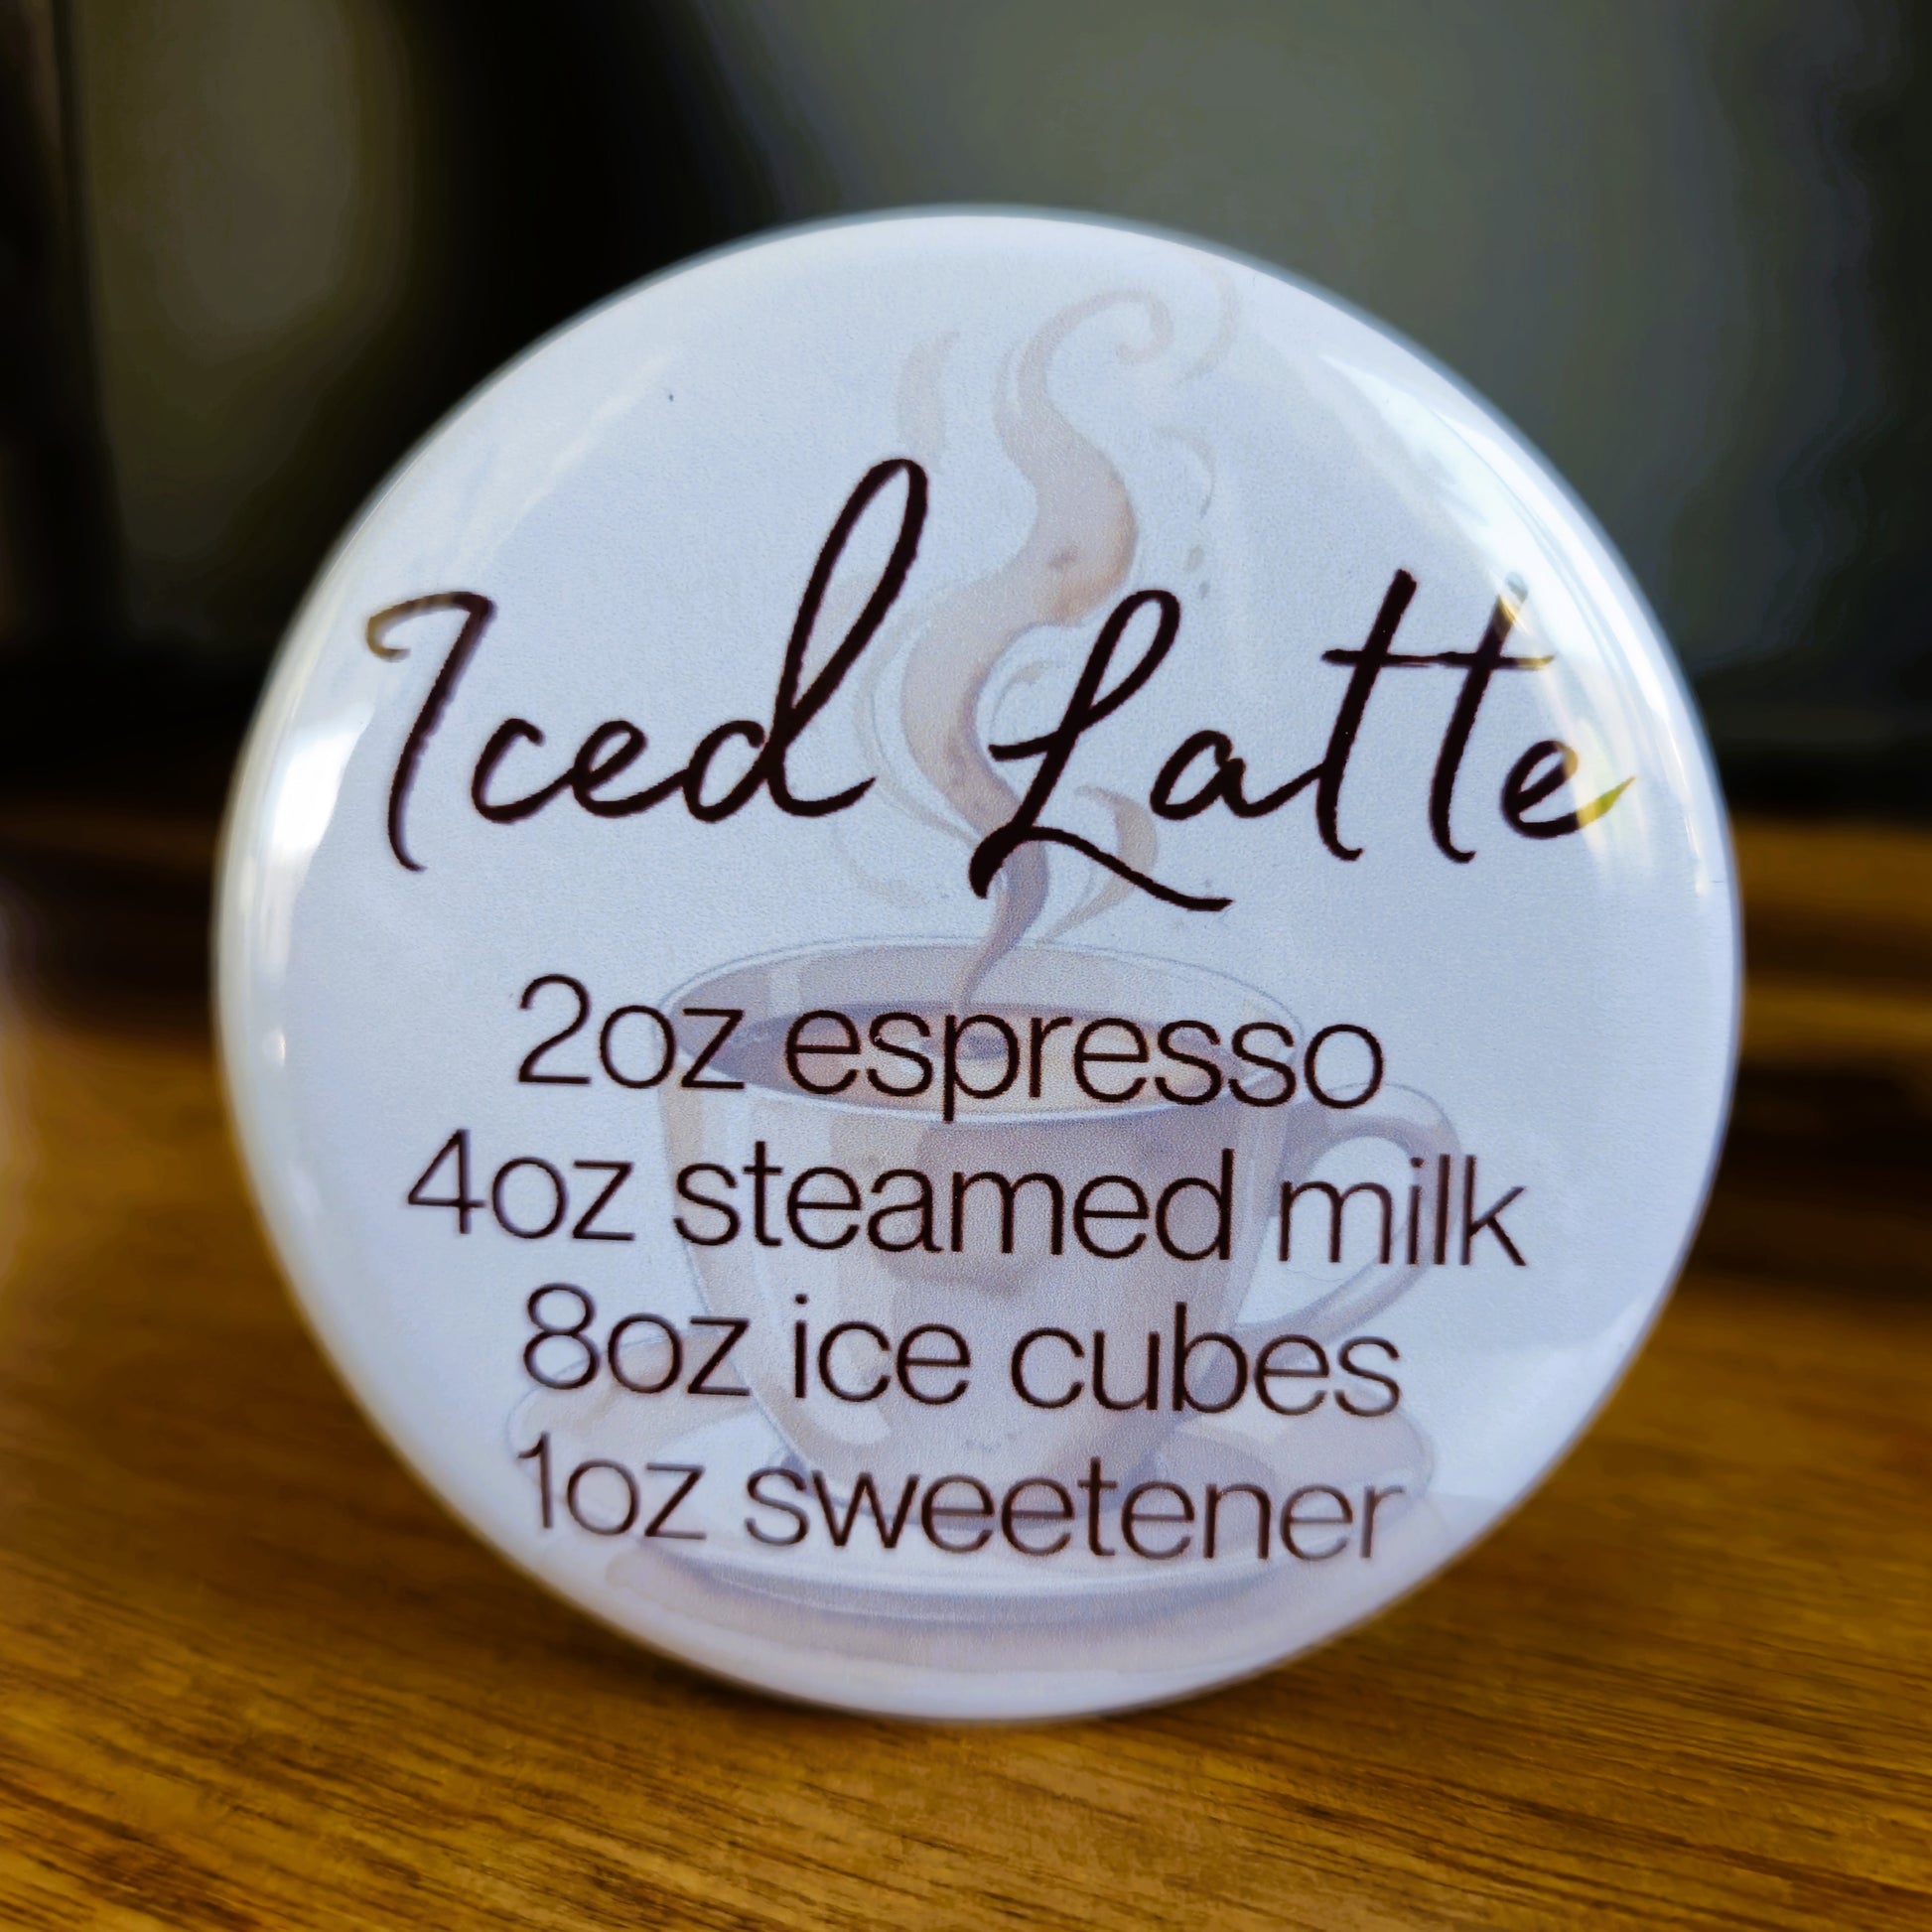 Iced Latte
2oz espresso
4oz steamed milk
8oz ice cubes
1oz sweetener